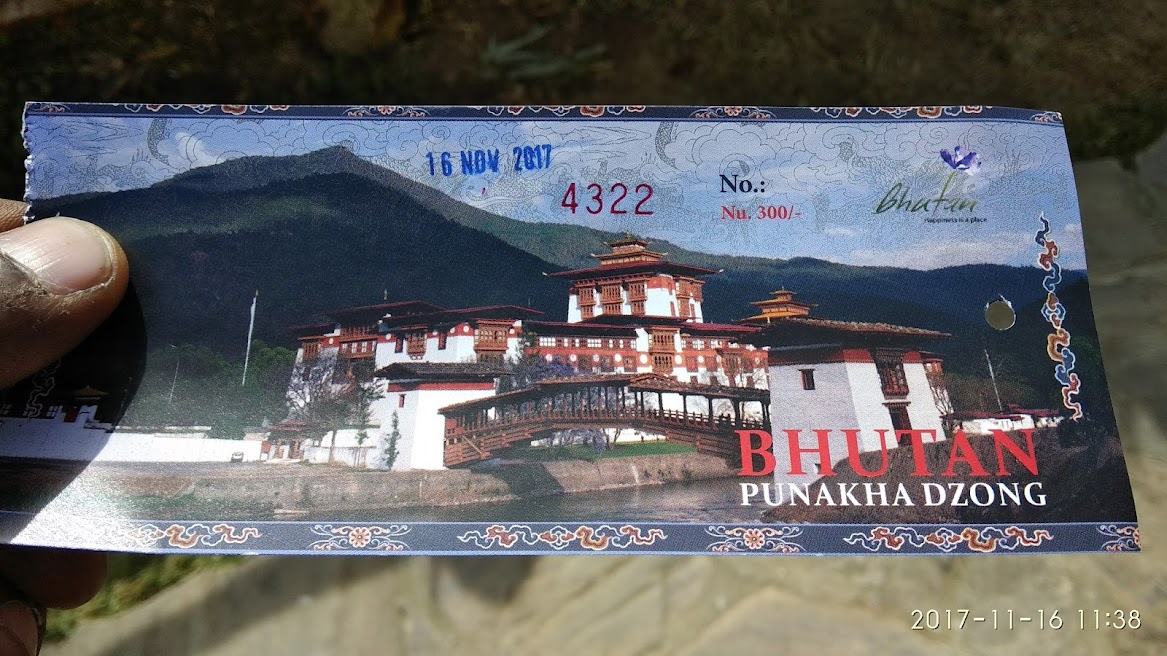 16 NOV 2017
4322
No.:
Nu. 300/-
Bhutan
Happiness is a place
BHUTAN
PUNAKHA DZONG
2017-11-16 11:38